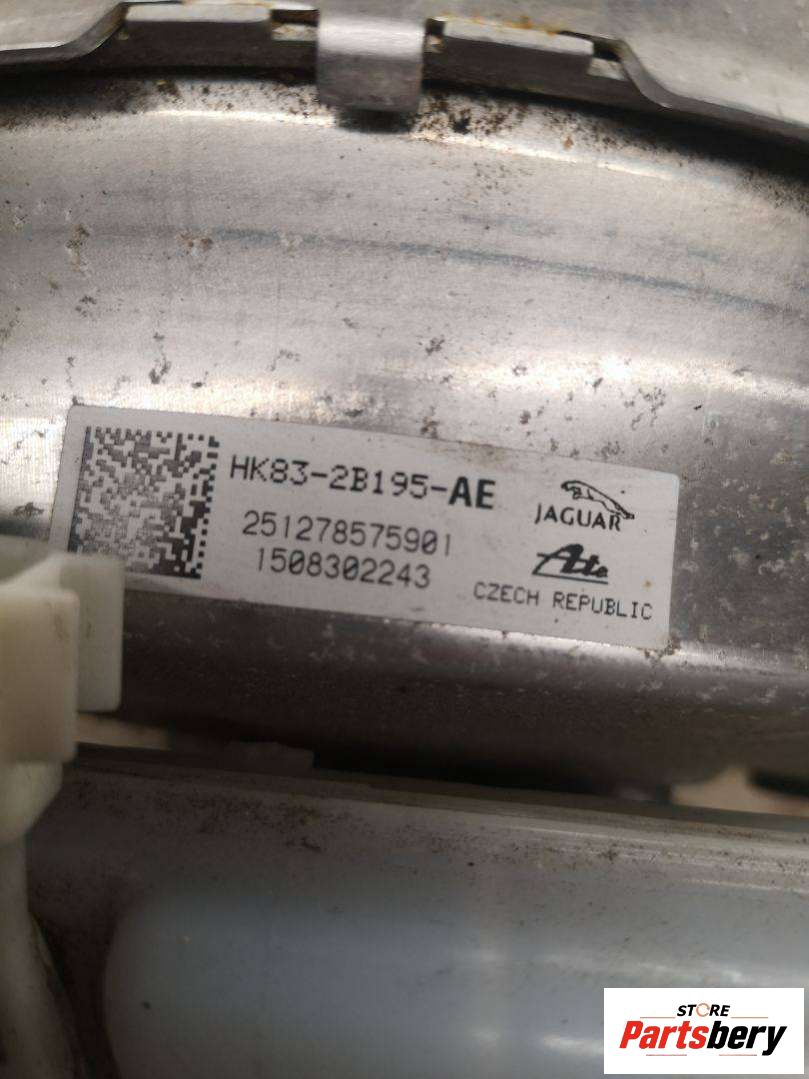 HK83-2B195-AE
251278575901
1508302243
JAGUAR
Ate
CZECH REPUBLIC
STORE
Partsbery